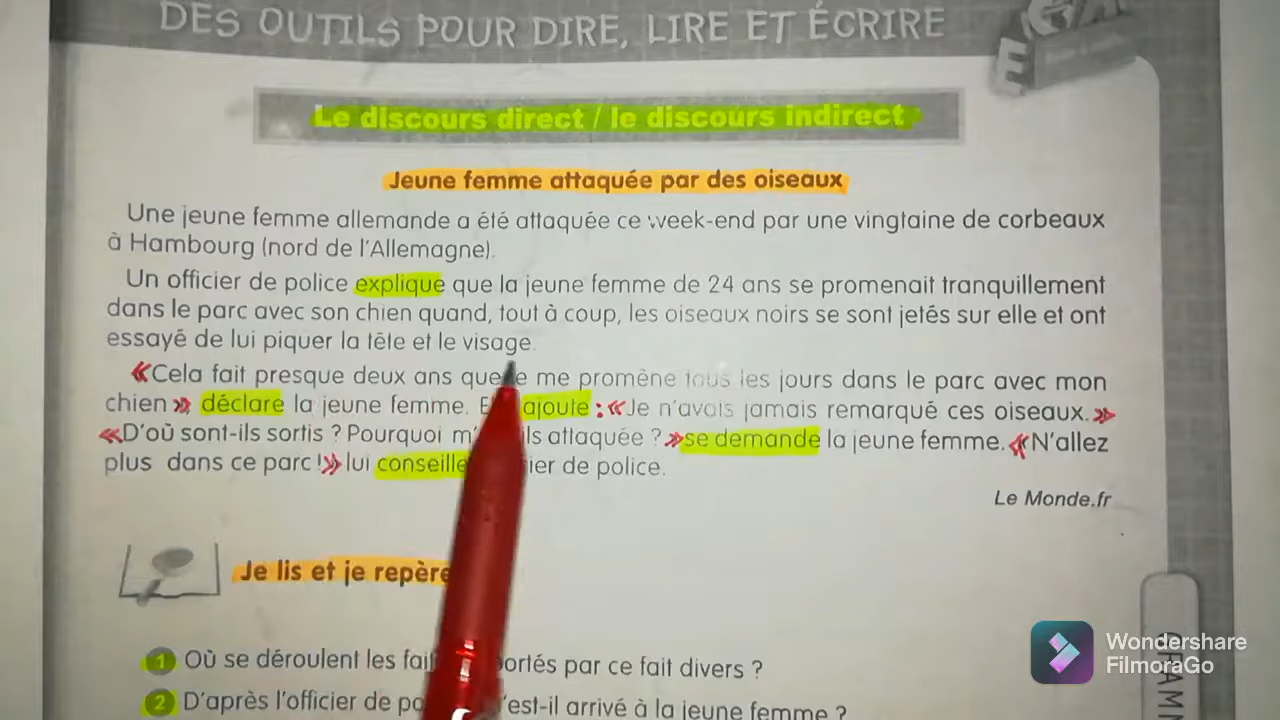 DES OUTILS POUR DIRE, LIRE ET ÉCRIRE
Le discours direct / le discours indirect
Jeune femme attaquée par des oiseaux
Une jeune femme allemande a été attaquée ce week-end par une vingtaine de corbeaux
à Hambourg (nord de l'Allemagne).
Un officier de police explique que la jeune femme de 24 ans se promenait tranquillement
dans le parc avec son chien quand, tout à coup, les oiseaux noirs se sont jetés sur elle et ont
essayé de lui piquer la tête et le visage.
«Cela fait presque deux ans que je me promène tous les jours dans le parc avec mon
chien» déclare la jeune femme. ajoute : «Je n'avais jamais remarqué ces oiseaux.»
«D'où sont-ils sortis ? Pourquoi ils attaquée ?» se demande la jeune femme. «N'allez
plus dans ce parc !» lui conseille de police.
Le Monde.fr
Je lis et je repère
1 Où se déroulent les par ce fait divers ?
2 D'après l'officier de arrivé à la jeune femme ?
Wondershare
FilmoraGo